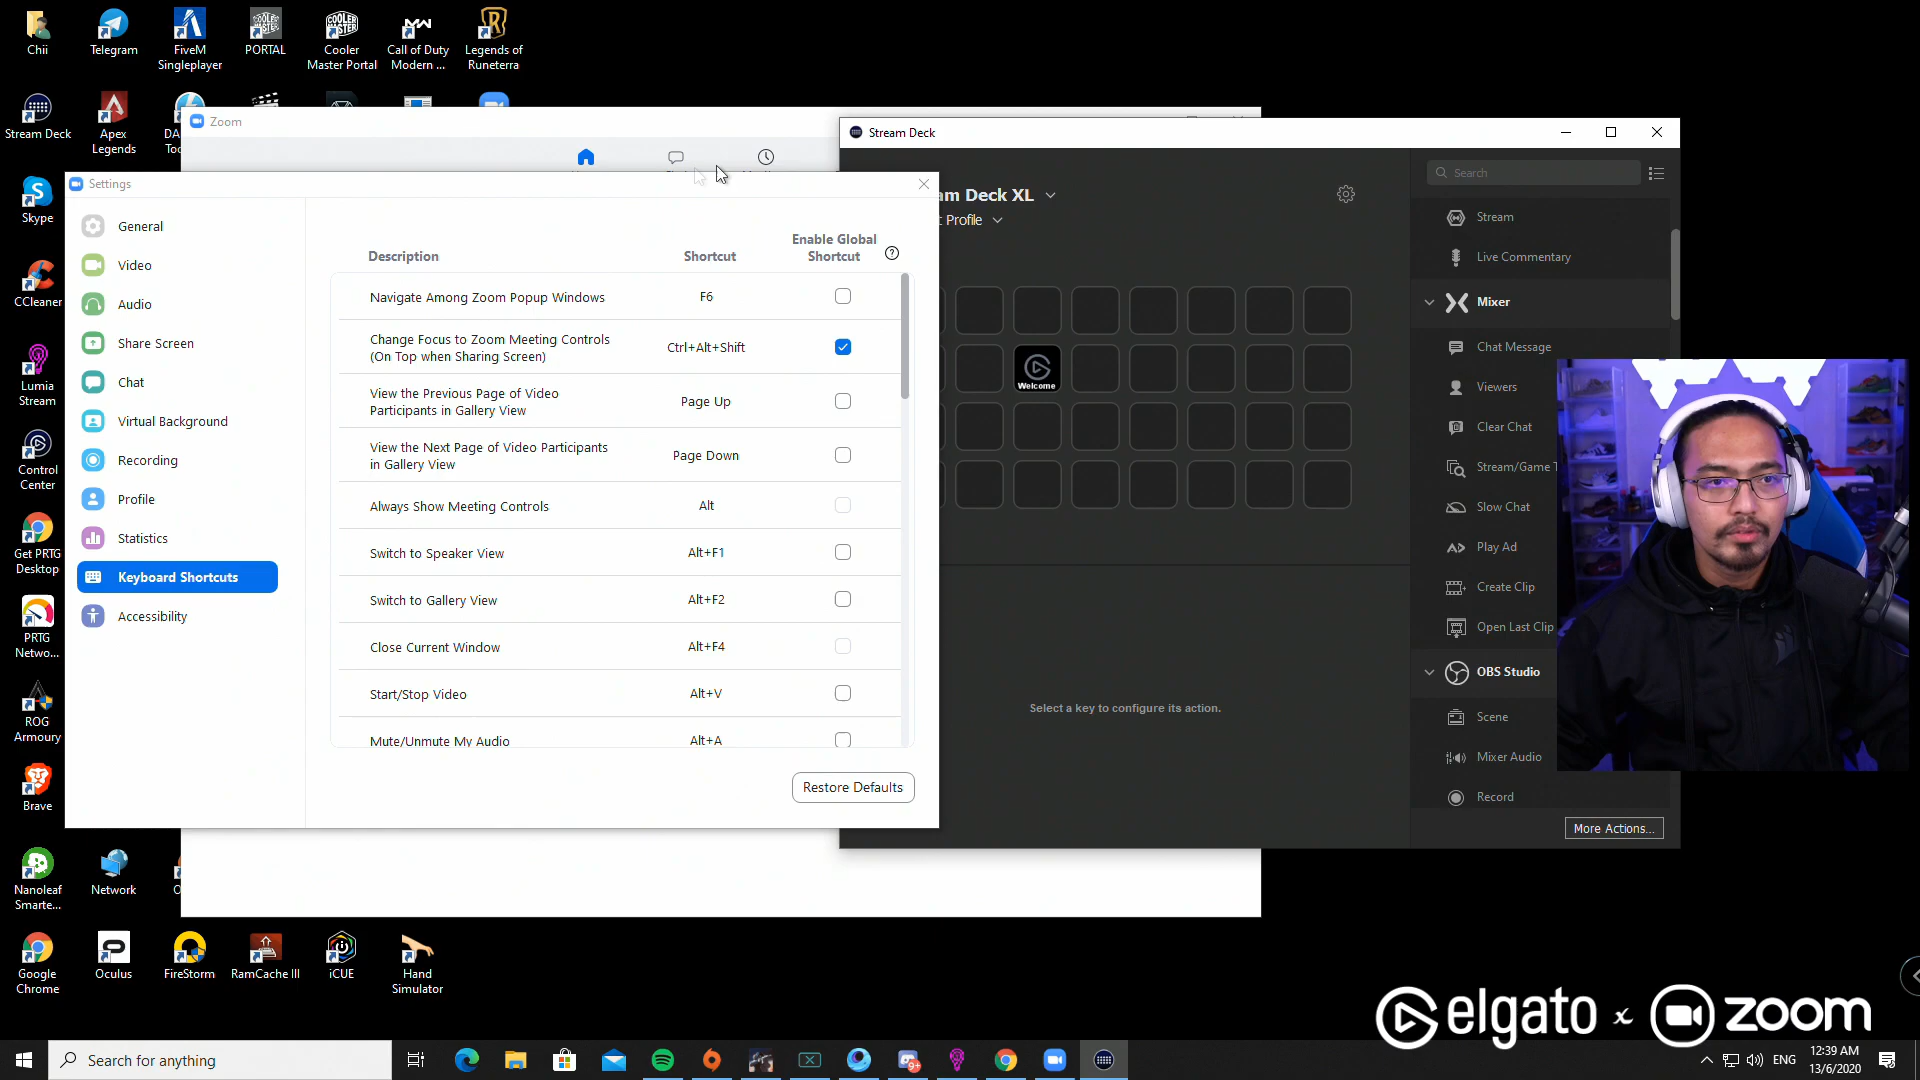 Chii
Telegram
FiveM
Singleplayer
PORTAL
Cooler
Master Portal
Call of Duty
Modern ...
Legends of
Runeterra
Stream Deck
Apex
Legends
Skype
CCleaner
Lumia
Stream
Control
Center
Get PRTG
Desktop
PRTG
Netwo...
ROG
Armoury
Brave
Nanoleaf
Smarte...
Network
Google
Chrome
Oculus
FireStorm
RamCache III
iCUE
Hand
Simulator
Zoom
Settings
General
Video
Audio
Share Screen
Chat
Virtual Background
Recording
Profile
Statistics
Keyboard Shortcuts
Accessibility
Description
Shortcut
Enable Global
Shortcut
Navigate Among Zoom Popup Windows
F6
Change Focus to Zoom Meeting Controls
(On Top when Sharing Screen)
Ctrl+Alt+Shift
View the Previous Page of Video
Participants in Gallery View
Page Up
View the Next Page of Video Participants
in Gallery View
Page Down
Always Show Meeting Controls
Alt
Switch to Speaker View
Alt+F1
Switch to Gallery View
Alt+F2
Close Current Window
Alt+F4
Start/Stop Video
Alt+V
Mute/Unmute My Audio
Alt+A
Restore Defaults
Stream Deck
am Deck XL
t Profile
Welcome
Select a key to configure its action.
Search
Stream
Live Commentary
Mixer
Chat Message
Viewers
Clear Chat
Stream/Game T
Slow Chat
Play Ad
Create Clip
Open Last Clip
OBS Studio
Scene
Mixer Audio
Record
More Actions...
elgato x zoom
Search for anything
9+
ENG
12:39 AM
13/6/2020